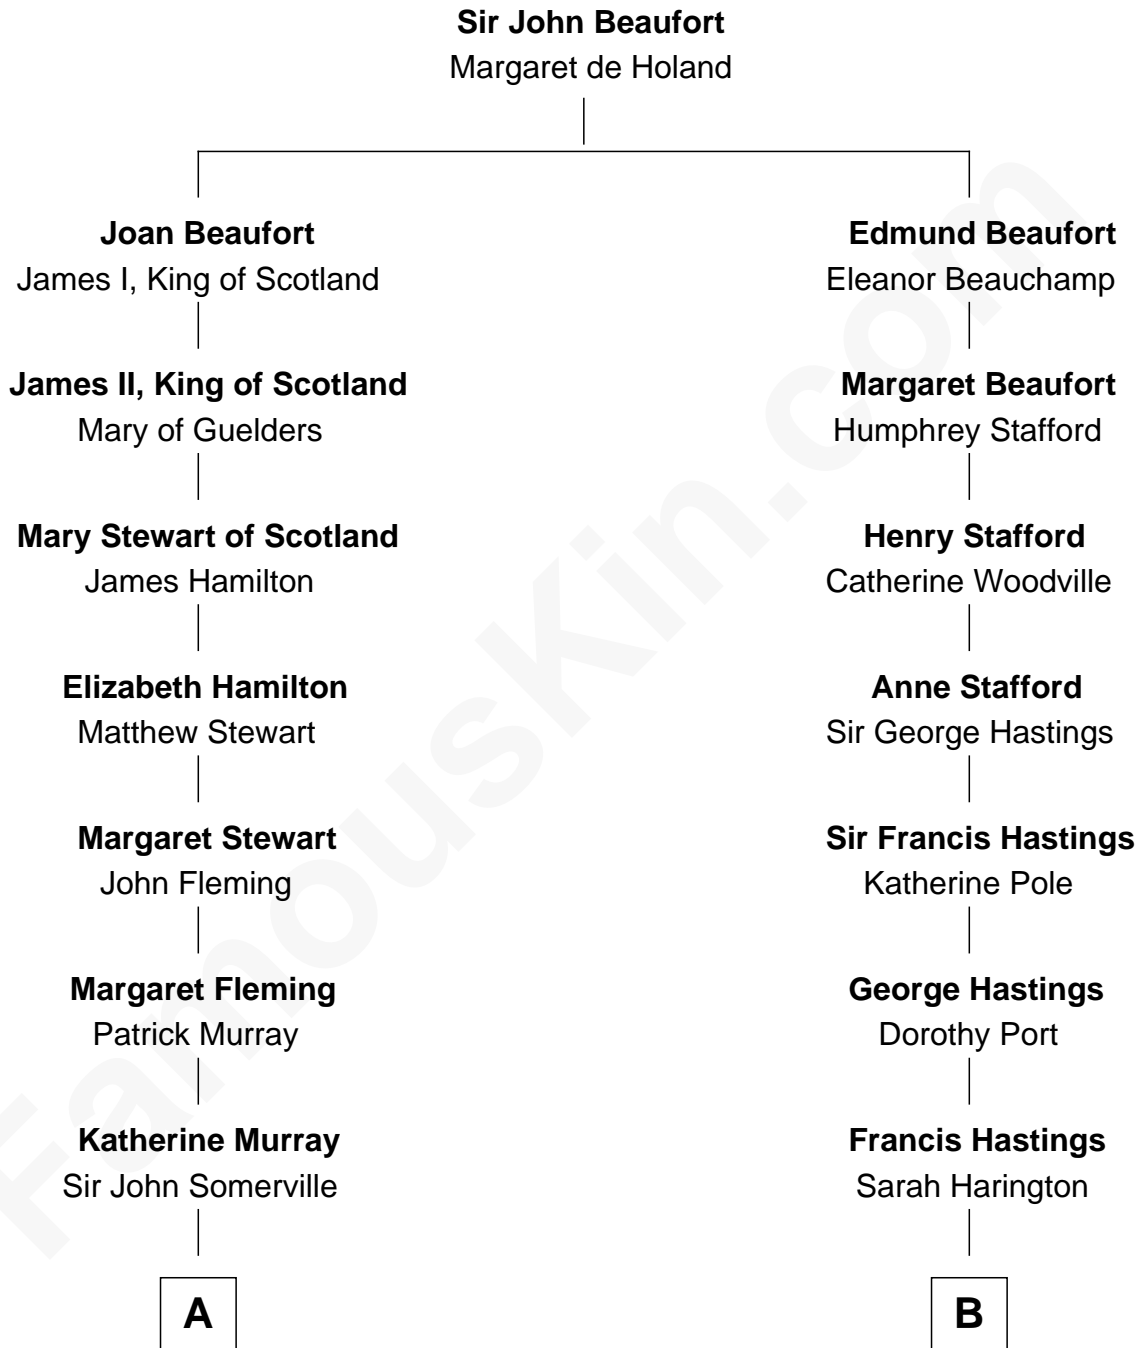 Sir John Beaufort
Margaret de Holand
Joan Beaufort
James I, King of Scotland
Edmund Beaufort
Eleanor Beauchamp
James II, King of Scotland
Mary of Guelders
Margaret Beaufort
Humphrey Stafford
Mary Stewart of Scotland
James Hamilton
Henry Stafford
Catherine Woodville
Elizabeth Hamilton
Matthew Stewart
Anne Stafford
Sir George Hastings
Margaret Stewart
John Fleming
Sir Francis Hastings
Katherine Pole
Margaret Fleming
Patrick Murray
George Hastings
Dorothy Port
Katherine Murray
Sir John Somerville
Francis Hastings
Sarah Harington
A
B
FamousKin.com